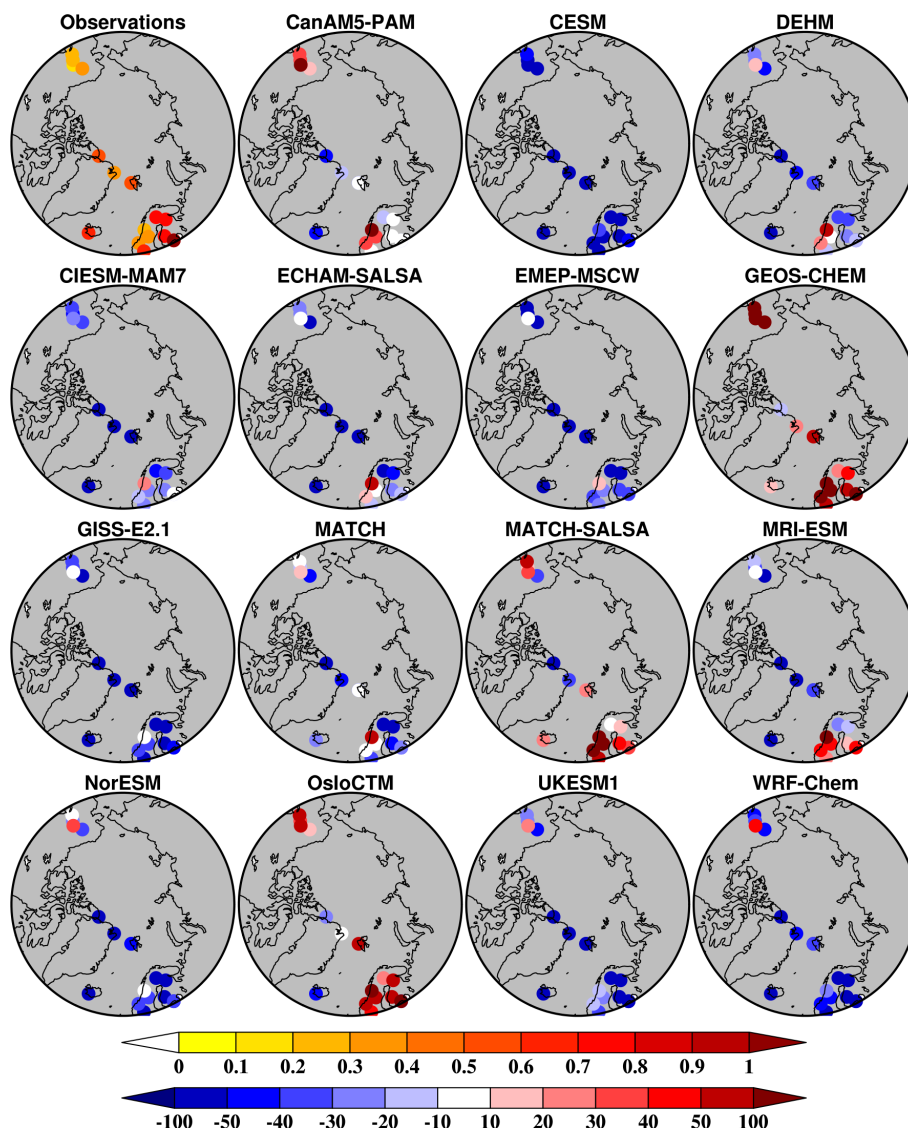 Observations CanAM5-PAM CESM DEHM
CIESM-MAM7 ECHAM-SALSA EMEP-MSCW GEOS-CHEM
GISS-E2.1 MATCH MATCH-SALSA MRI-ESM
NorESM OsloCTM UKESM1 WRF-Chem
0 0.1 0.2 0.3 0.4 0.5 0.6 0.7 0.8 0.9 1
-100 -50 -40 -30 -20 -10 10 20 30 40 50 100